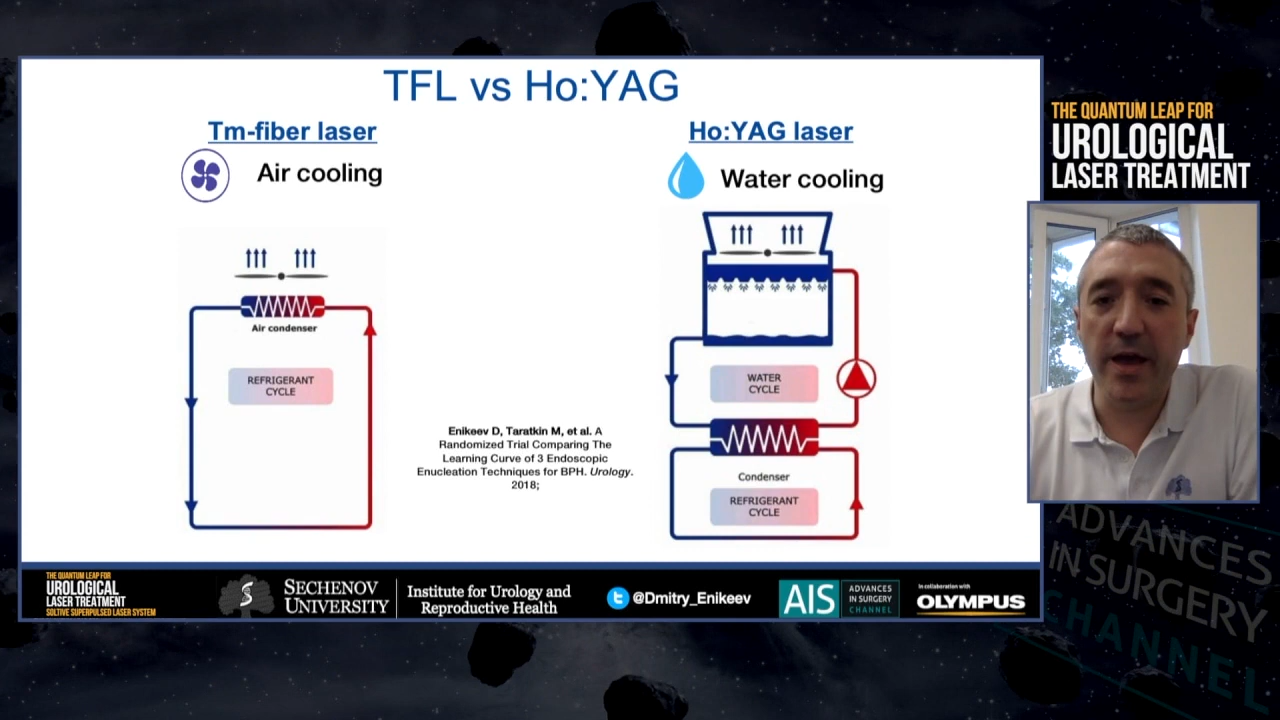 TFL vs Ho:YAG
Tm-fiber laser
Air cooling
Air condenser
REFRIGERANT
CYCLE
Enikeev D, Taratkin M, et al. A
Randomized Trial Comparing The
Learning Curve of 3 Endoscopic
Enucleation Techniques for BPH. Urology.
2018;
Ho:YAG laser
Water cooling
WATER
CYCLE
Condenser
REFRIGERANT
CYCLE
THE QUANTUM LEAP FOR
UROLOGICAL
LASER TREATMENT
THE QUANTUM LEAP FOR
UROLOGICAL
LASER TREATMENT
SOLTIVE SUPERPULSED LASER SYSTEM
SECHENOV
UNIVERSITY
Institute for Urology and
Reproductive Health
@Dmitry_Enikeev
AIS
ADVANCES
IN SURGERY
CHANNEL
In collaboration with
OLYMPUS
ADVANCES
IN SURGERY
CHANNEL